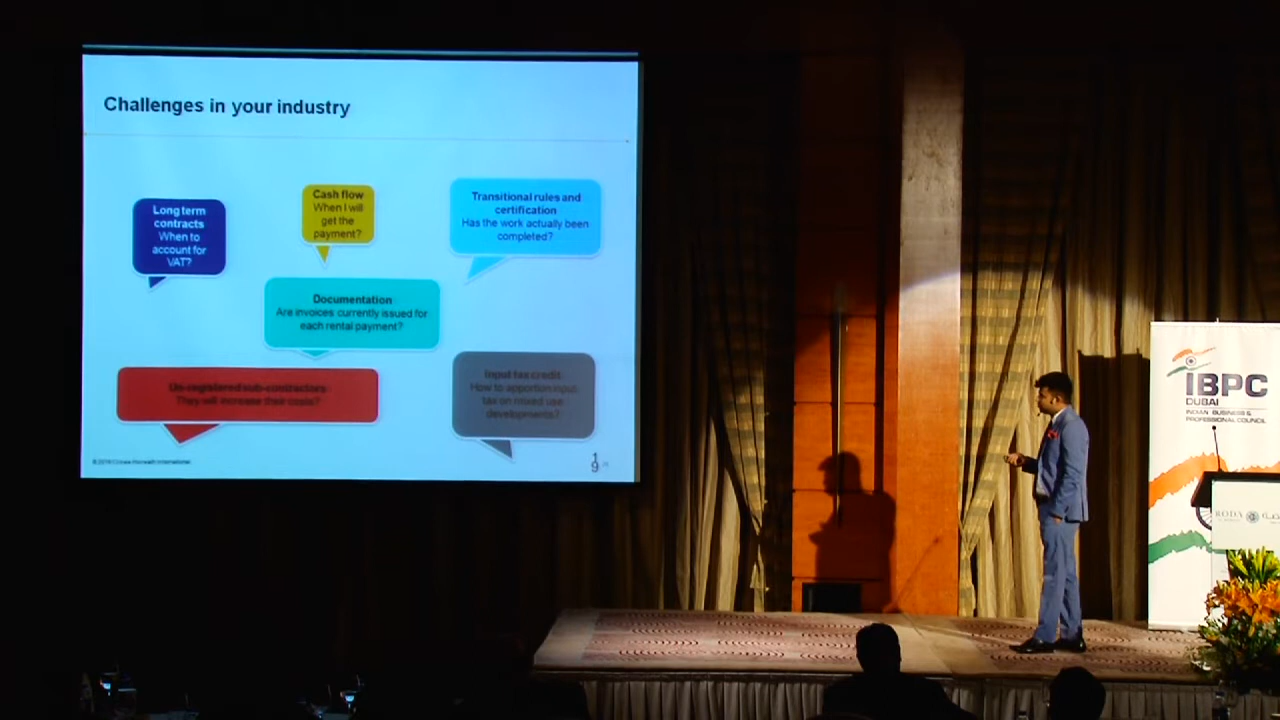 Challenges in your industry
Long term
contracts
When to
account for
VAT?
Cash flow
When I will
get the
payment?
Transitional rules and
certification
Has the work actually been
completed?
Documentation
Are invoices currently issued for
each rental payment?
Un-registered sub-contractors
They will increase their costs?
Input tax credit
How to apportion input
tax on mixed use
developments?
19
IBPC
DUBAI
INDIAN BUSINESS &
PROFESSIONAL COUNCIL
RODA